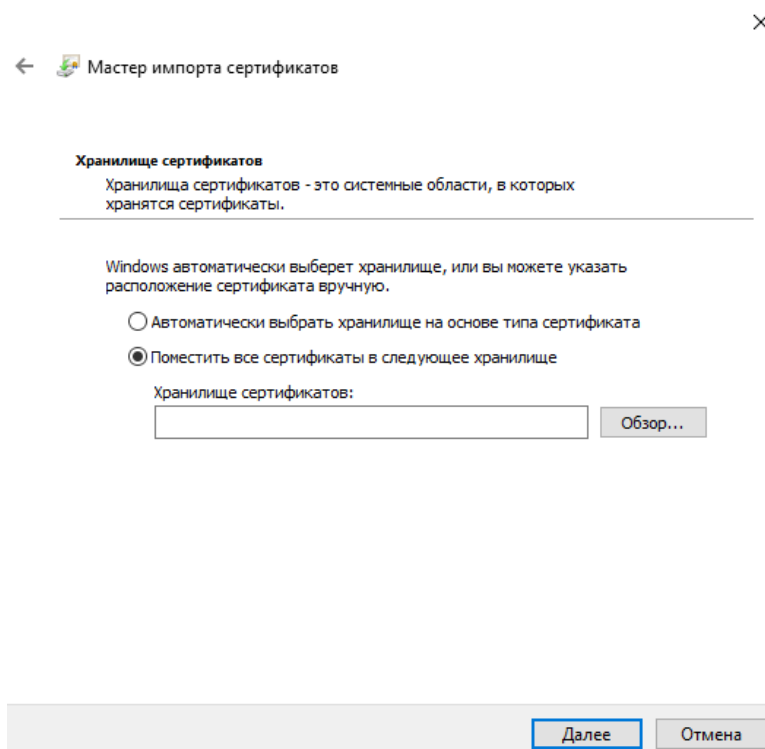 Мастер импорта сертификатов
Хранилище сертификатов
Хранилища сертификатов - это системные области, в которых
хранятся сертификаты.
Windows автоматически выберет хранилище, или вы можете указать
расположение сертификата вручную.
Автоматически выбрать хранилище на основе типа сертификата
Поместить все сертификаты в следующее хранилище
Хранилище сертификатов:
Обзор...
Далее
Отмена